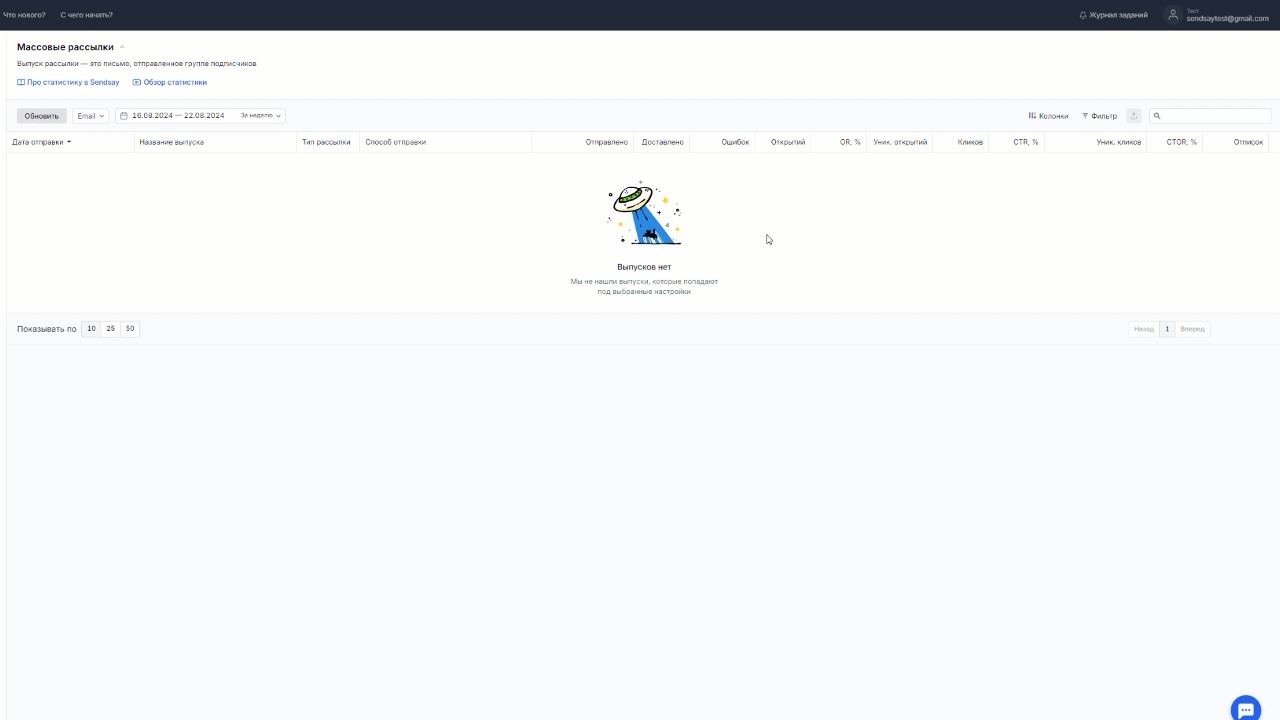 Что нового? С чего начать? Журнал заданий Тест
sendsaytest@gmail.com
Массовые рассылки
Выпуск рассылки — это письмо, отправленное группе подписчиков
Про статистику в Sendsay Обзор статистики
Обновить Email 16.08.2024 — 22.08.2024 За неделю Колонки Фильтр
Дата отправки Название выпуска Тип рассылки Способ отправки Отправлено Доставлено Ошибок Открытий OR, % Уник. открытий Кликов CTR, % Уник. кликов CTOR, % Отписок
Выпусков нет
Мы не нашли выпуски, которые попадают
под выбранные настройки
Показывать по 10 25 50 Назад 1 Вперед